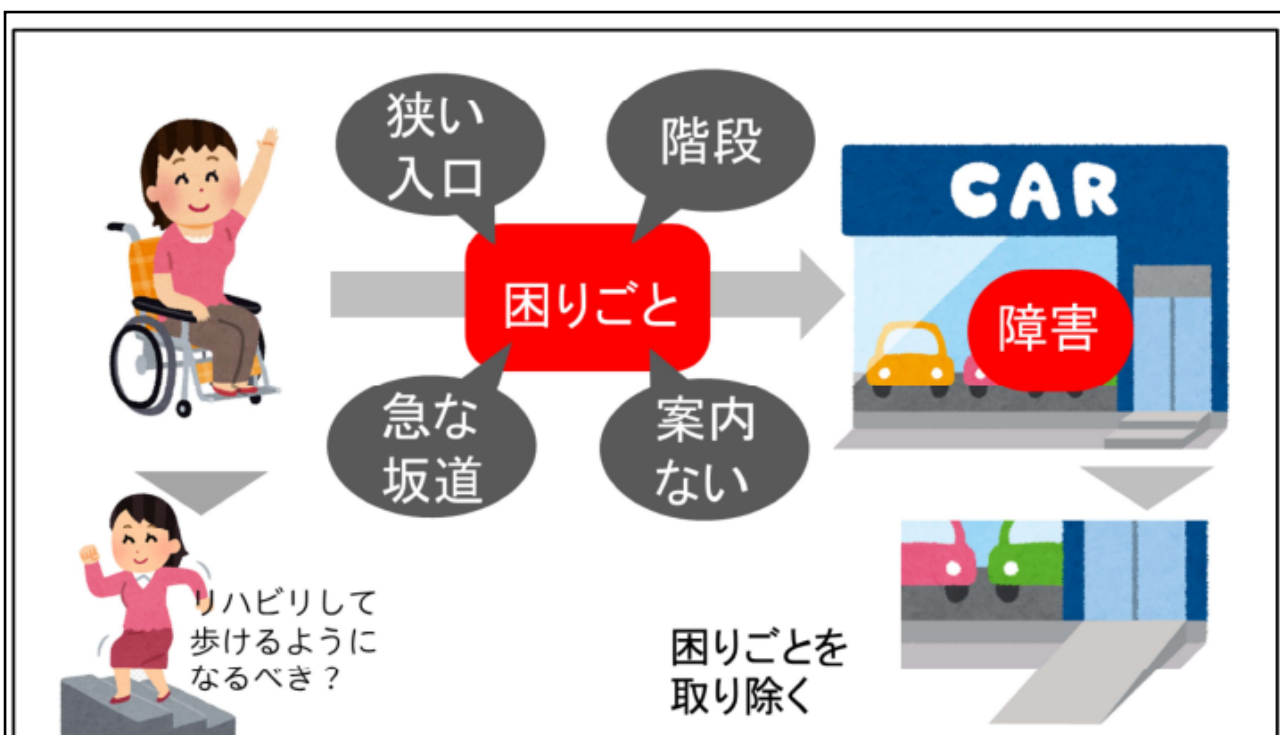 狭い
入口
階段
CAR
困りごと
障害
急な
坂道
案内
ない
リハビリして
歩けるように
なるべき？
困りごとを
取り除く